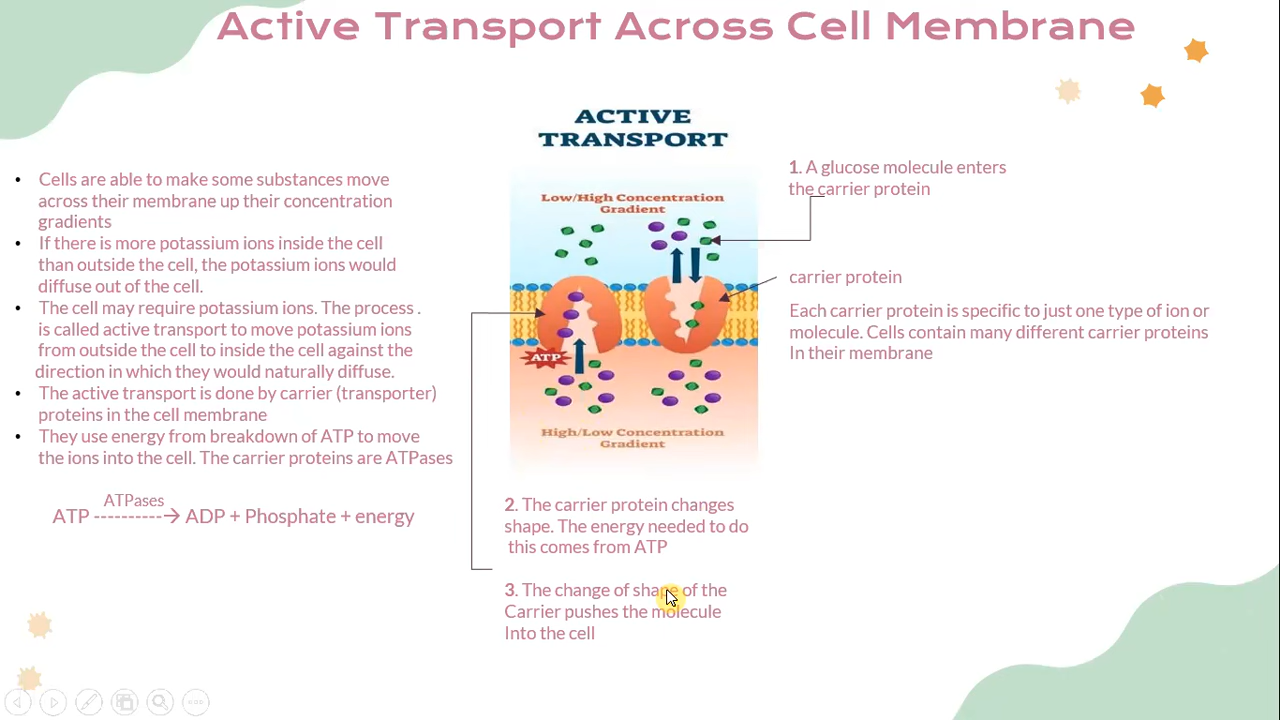 Active Transport Across Cell Membrane
• Cells are able to make some substances move
across their membrane up their concentration
gradients
• If there is more potassium ions inside the cell
than outside the cell, the potassium ions would
diffuse out of the cell.
• The cell may require potassium ions. The process .
is called active transport to move potassium ions
from outside the cell to inside the cell against the
direction in which they would naturally diffuse.
• The active transport is done by carrier (transporter)
proteins in the cell membrane
• They use energy from breakdown of ATP to move
the ions into the cell. The carrier proteins are ATPases
ATPases
ATP ----------→ ADP + Phosphate + energy
ACTIVE
TRANSPORT
Low/High Concentration
Gradient
ATP
High/Low Concentration
Gradient
1. A glucose molecule enters
the carrier protein
carrier protein
Each carrier protein is specific to just one type of ion or
molecule. Cells contain many different carrier proteins
In their membrane
2. The carrier protein changes
shape. The energy needed to do
this comes from ATP
3. The change of shape of the
Carrier pushes the molecule
Into the cell